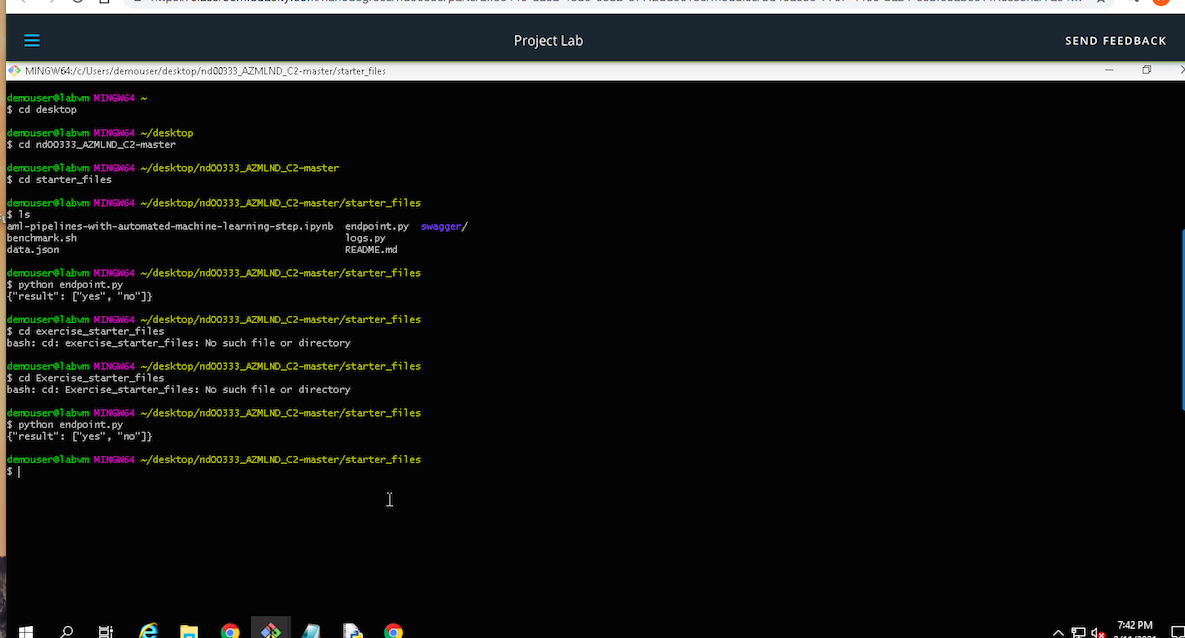 Project Lab
SEND FEEDBACK
MINGW64:/c/Users/demouser/desktop/nd00333_AZMLND_C2-master/starter_files
demouser@labvm MINGW64 ~
$ cd desktop
demouser@labvm MINGW64 ~/desktop
$ cd nd00333_AZMLND_C2-master
demouser@labvm MINGW64 ~/desktop/nd00333_AZMLND_C2-master
$ cd starter_files
demouser@labvm MINGW64 ~/desktop/nd00333_AZMLND_C2-master/starter_files
$ ls
aml-pipelines-with-automated-machine-learning-step.ipynb endpoint.py swagger/
benchmark.sh logs.py
data.json README.md
demouser@labvm MINGW64 ~/desktop/nd00333_AZMLND_C2-master/starter_files
$ python endpoint.py
{"result": ["yes", "no"]}
demouser@labvm MINGW64 ~/desktop/nd00333_AZMLND_C2-master/starter_files
$ cd exercise_starter_files
bash: cd: exercise_starter_files: No such file or directory
demouser@labvm MINGW64 ~/desktop/nd00333_AZMLND_C2-master/starter_files
$ cd Exercise_starter_files
bash: cd: Exercise_starter_files: No such file or directory
demouser@labvm MINGW64 ~/desktop/nd00333_AZMLND_C2-master/starter_files
$ python endpoint.py
{"result": ["yes", "no"]}
demouser@labvm MINGW64 ~/desktop/nd00333_AZMLND_C2-master/starter_files
$
7:42 PM